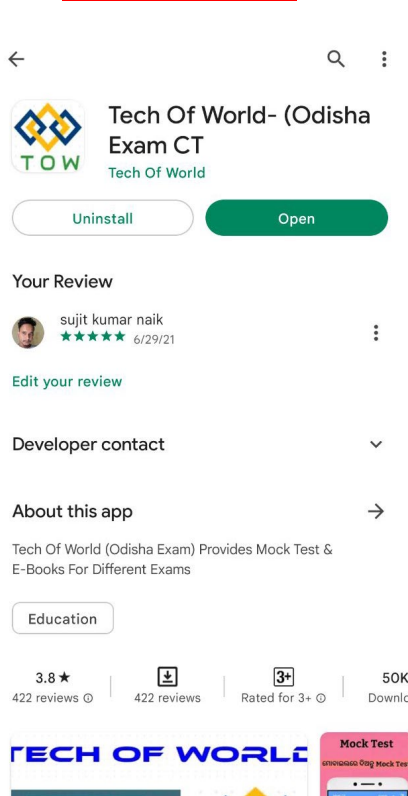 TOW
Tech Of World- (Odisha
Exam CT
Tech Of World
Uninstall
Open
Your Review
sujit kumar naik
★★★★★ 6/29/21
Edit your review
Developer contact
About this app
Tech Of World (Odisha Exam) Provides Mock Test &
E-Books For Different Exams
Education
3.8★
422 reviews
422 reviews
3+
Rated for 3+
50K
Downlo
TECH OF WORLD
Mock Test
Mock Test